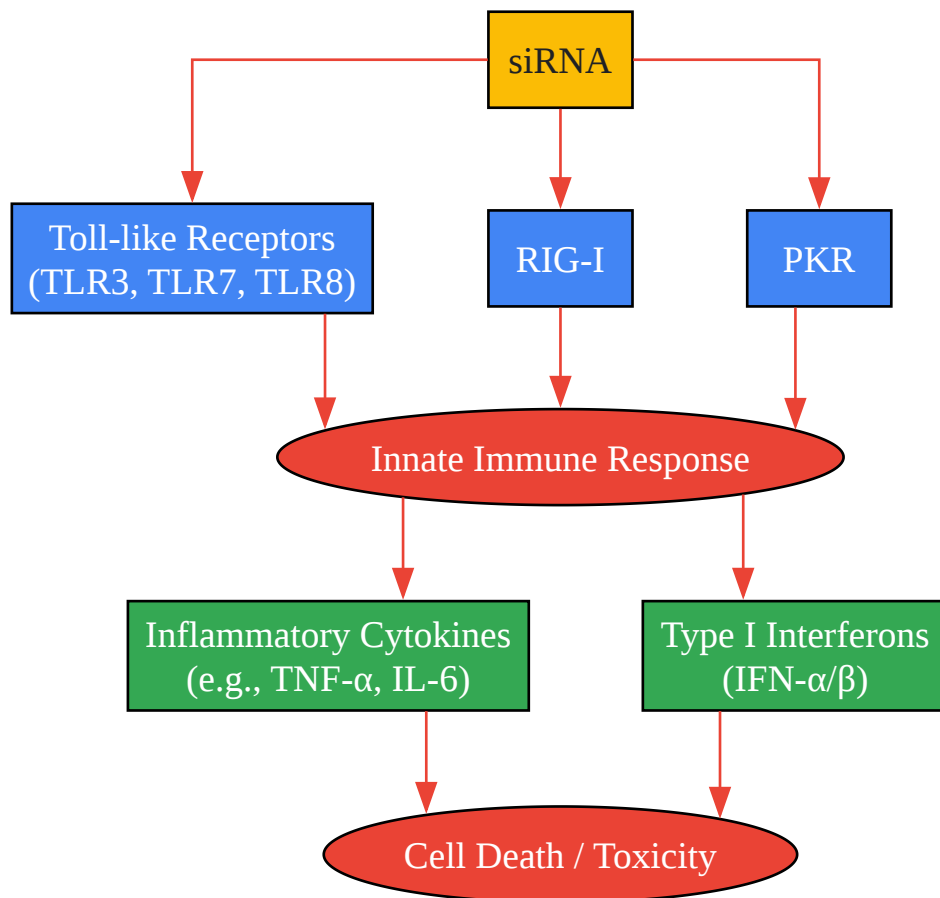 siRNA
Toll-like Receptors
(TLR3, TLR7, TLR8)
RIG-I
PKR
Innate Immune Response
Inflammatory Cytokines
(e.g., TNF-α, IL-6)
Type I Interferons
(IFN-α/β)
Cell Death / Toxicity